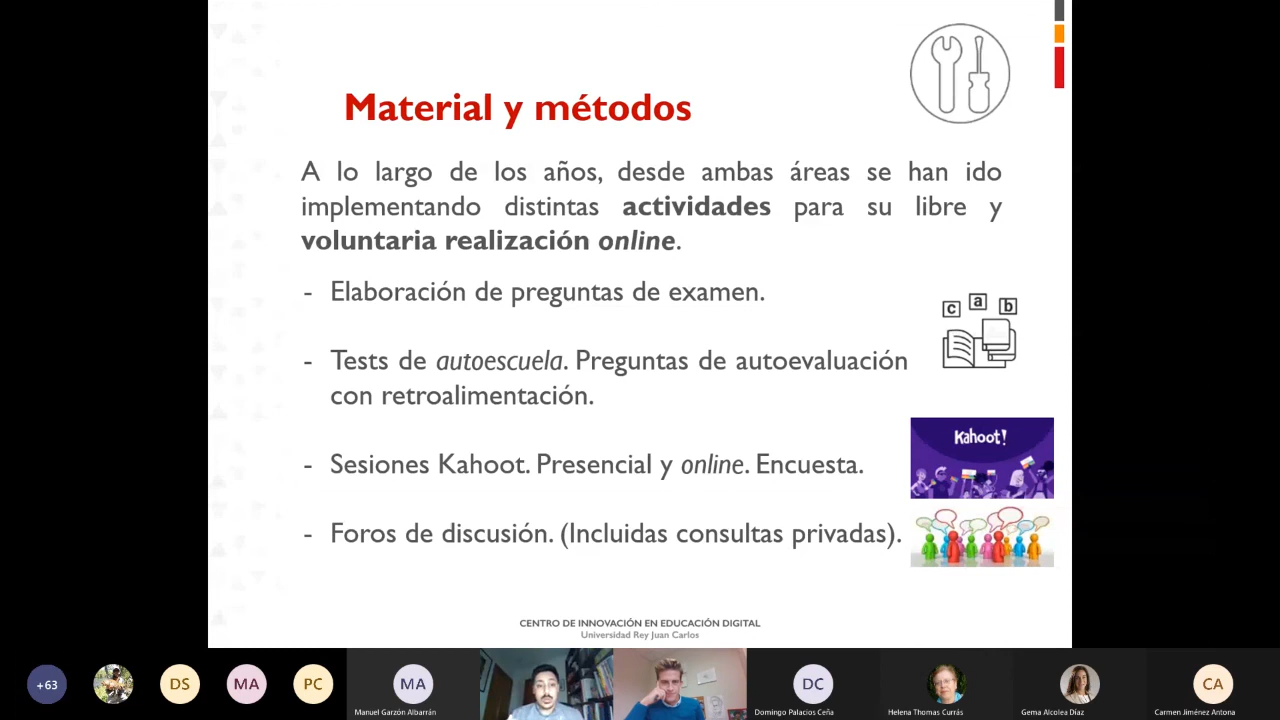 Material y métodos
A lo largo de los años, desde ambas áreas se han ido
implementando distintas actividades para su libre y
voluntaria realización online.
- Elaboración de preguntas de examen.
c a b
- Tests de autoescuela. Preguntas de autoevaluación
con retroalimentación.
Kahoot!
- Sesiones Kahoot. Presencial y online. Encuesta.
- Foros de discusión. (Incluidas consultas privadas).
CENTRO DE INNOVACIÓN EN EDUCACIÓN DIGITAL
Universidad Rey Juan Carlos
+63 DS MA PC MA DC CA
Manuel Garzón Albarrán Domingo Palacios Ceña Helena Thomas Currás Gema Alcolea Díaz Carmen Jiménez Antona